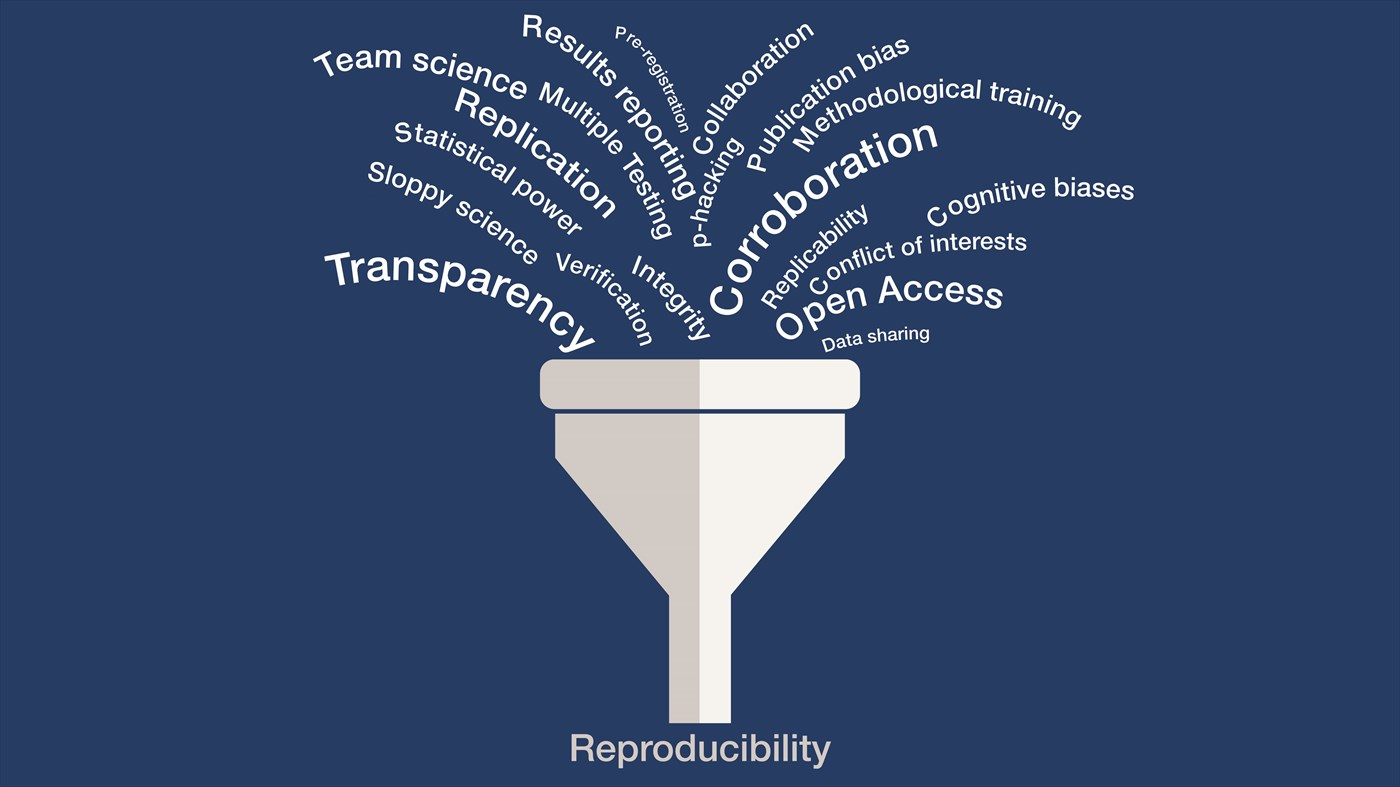 Team science
Results reporting
Pre-registration
Collaboration
Publication bias
Methodological training
Replication
Multiple Testing
p-hacking
Corroboration
Statistical power
Sloppy science
Cognitive biases
Replicability
Conflict of interests
Transparency
Verification
Integrity
Open Access
Data sharing
Reproducibility